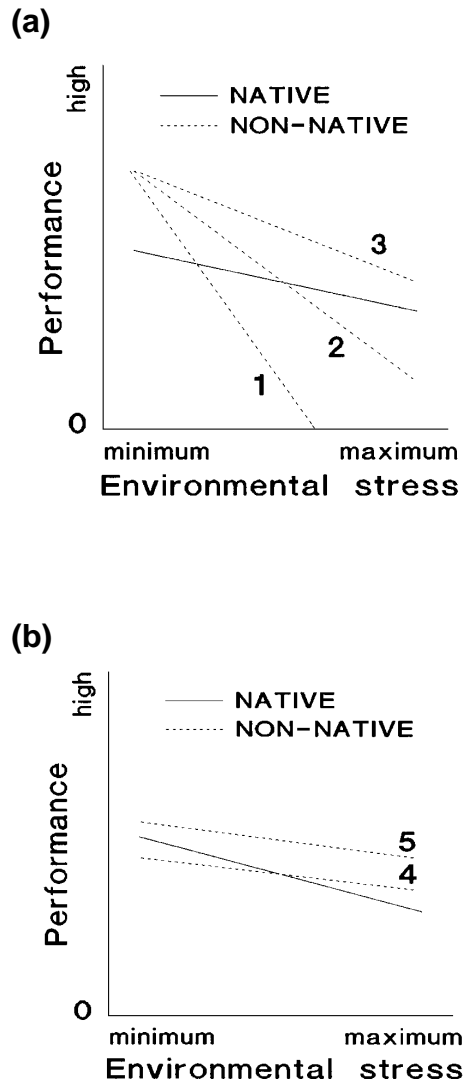 (a)
high
NATIVE
NON-NATIVE
Performance
3
2
1
0
minimum maximum
Environmental stress
(b)
high
NATIVE
NON-NATIVE
Performance
5
4
0
minimum maximum
Environmental stress